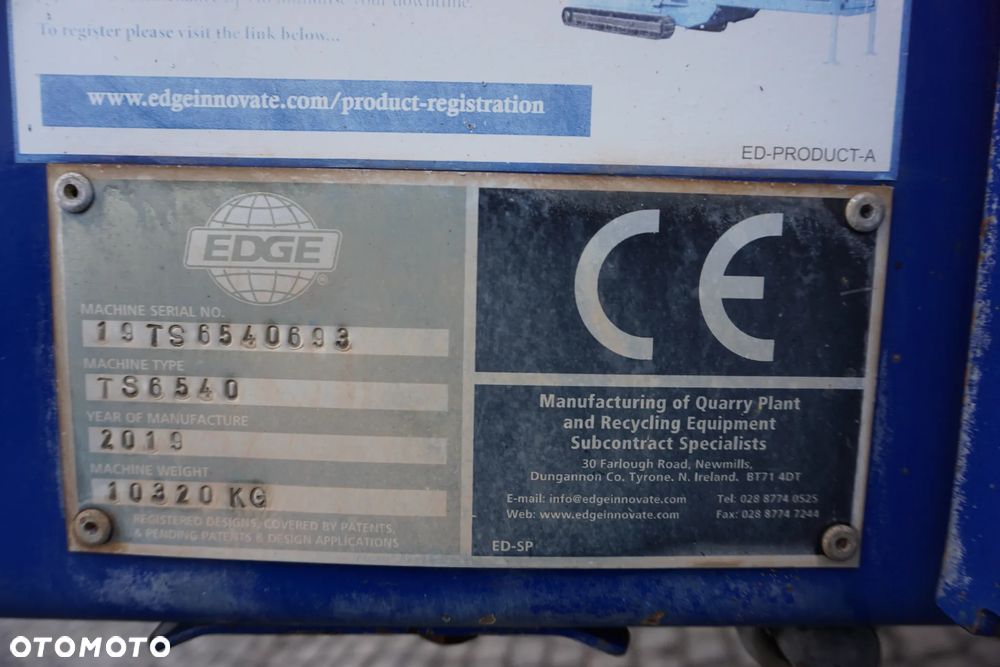 your downtime.
To register please visit the link below...
www.edgeinnovate.com/product-registration
ED-PRODUCT-A
EDGE
®
MACHINE SERIAL NO.
19TS6540693
MACHINE TYPE
TS6540
YEAR OF MANUFACTURE
2019
MACHINE WEIGHT
10320 KG
REGISTERED DESIGNS, COVERED BY PATENTS,
& PENDING PATENTS & DESIGN APPLICATIONS
CE
Manufacturing of Quarry Plant
and Recycling Equipment
Subcontract Specialists
30 Farlough Road, Newmills,
Dungannon Co. Tyrone. N. Ireland. BT71 4DT
E-mail: info@edgeinnovate.com Tel: 028 8774 0525
Web: www.edgeinnovate.com Fax: 028 8774 7244
ED-SP
OTOMOTO